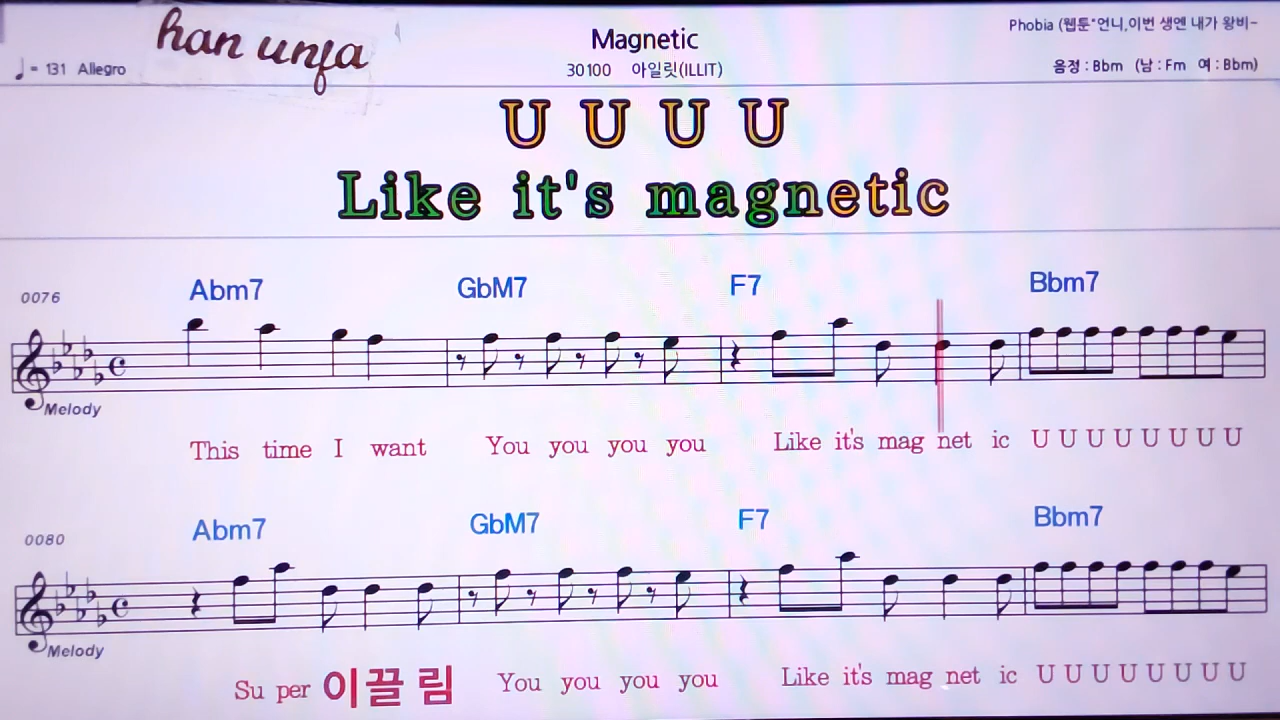 han unfa
Magnetic
Phobia (웹툰"언니,이번 생엔 내가 왕비-
♩= 131 Allegro
30100 아일릿(ILLIT)
음정 : Bbm (남 : Fm 여 : Bbm)
U U U U
Like it's magnetic
0076 Abm7 GbM7 F7 Bbm7
Melody
This time I want You you you you Like it's mag net ic U U U U U U U U
0080 Abm7 GbM7 F7 Bbm7
Melody
Su per 이끌 림 You you you you Like it's mag net ic U U U U U U U U